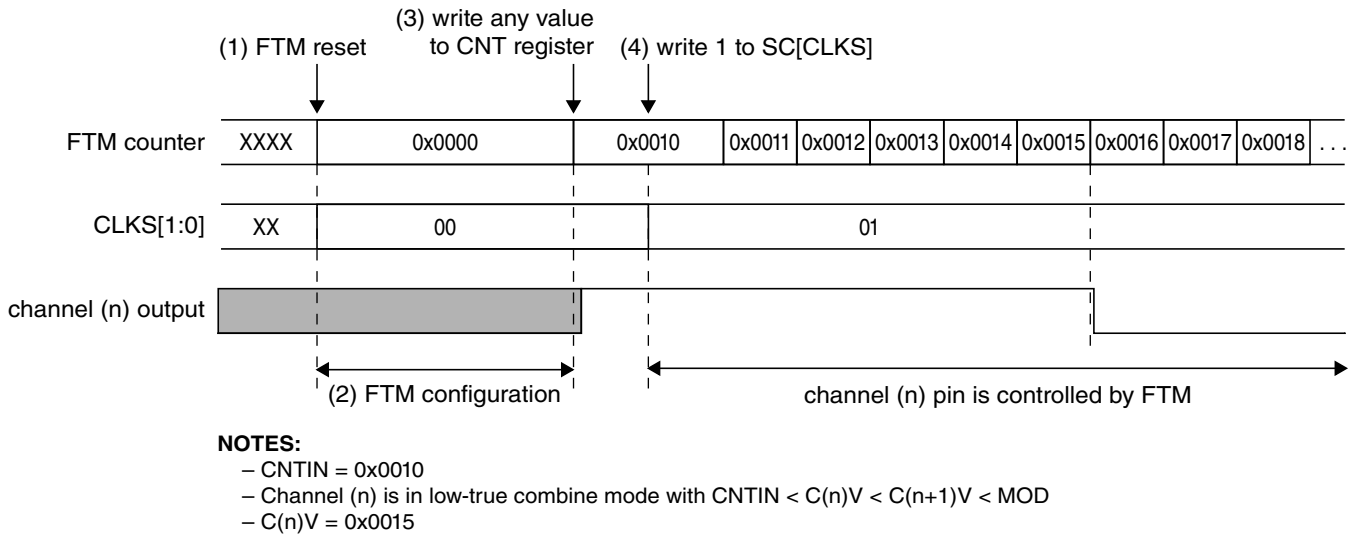 (3) write any value
(1) FTM reset to CNT register (4) write 1 to SC[CLKS]
FTM counter XXXX 0x0000 0x0010 0x0011 0x0012 0x0013 0x0014 0x0015 0x0016 0x0017 0x0018 . . .
CLKS[1:0] XX 00 01
channel (n) output
(2) FTM configuration channel (n) pin is controlled by FTM
NOTES:
– CNTIN = 0x0010
– Channel (n) is in low-true combine mode with CNTIN < C(n)V < C(n+1)V < MOD
– C(n)V = 0x0015